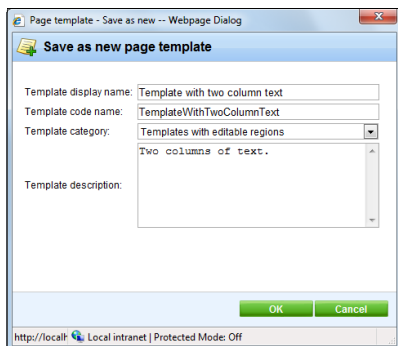 Page template - Save as new -- Webpage Dialog
Save as new page template
Template display name: Template with two column text
Template code name: TemplateWithTwoColumnText
Template category: Templates with editable regions
Template description: Two columns of text.
OK Cancel
http://localh Local intranet | Protected Mode: Off